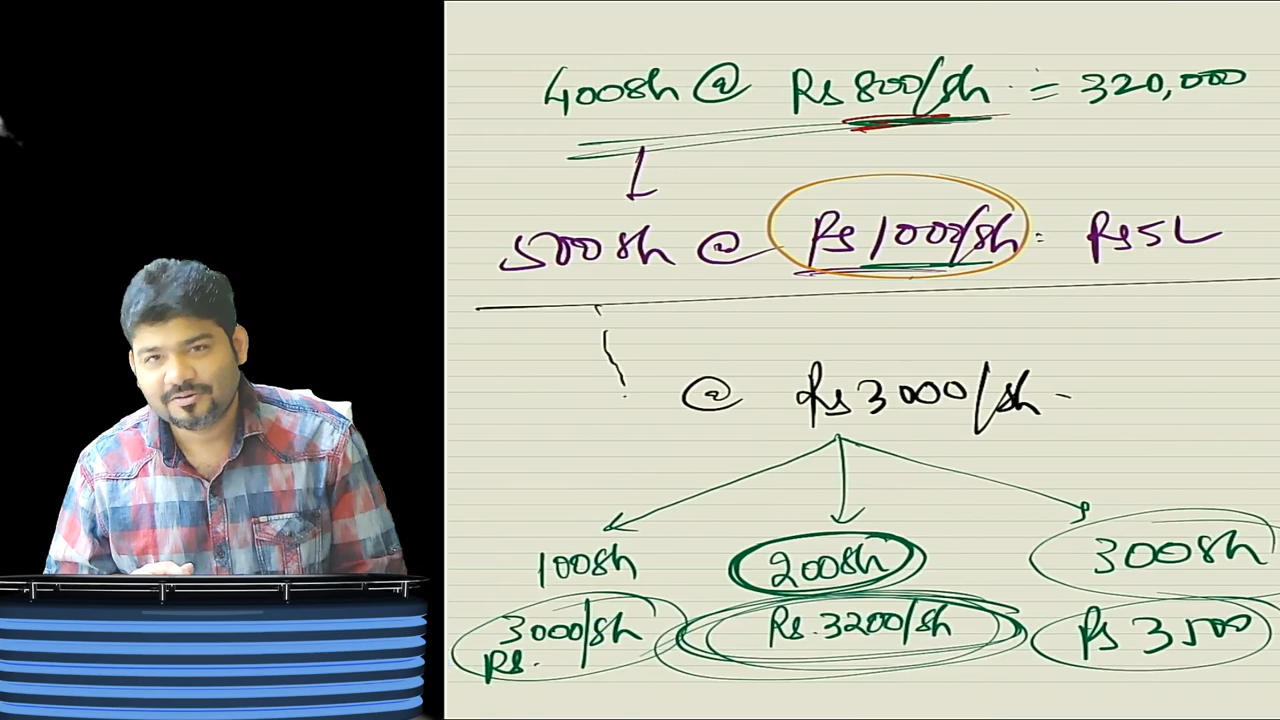 400sh @ Rs 800/sh = 320,000
500sh @ Rs 1000/sh = Rs 5L
@ Rs 3000/sh
100sh 200sh 300sh
3000/sh Rs. 3200/sh Rs 3500
Rs.